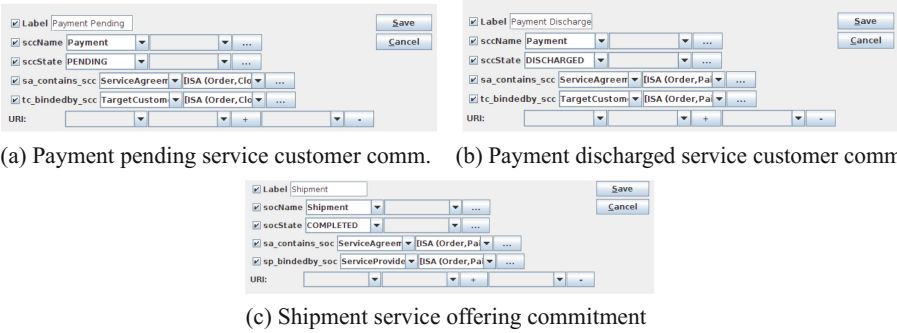 Label Payment Pending Save
sccName Payment ... Cancel
sccState PENDING ...
sa_contains_scc ServiceAgreem [ISA (Order,Clo ...
tc_bindedby_scc TargetCustom [ISA (Order,Clo ...
URI: + -
(a) Payment pending service customer comm.
Label Payment Discharge Save
sccName Payment ... Cancel
sccState DISCHARGED ...
sa_contains_scc ServiceAgreem [ISA (Order,Pai ...
tc_bindedby_scc TargetCustom [ISA (Order,Pai ...
URI: + -
(b) Payment discharged service customer comm
Label Shipment Save
socName Shipment ... Cancel
socState COMPLETED ...
sa_contains_soc ServiceAgreem [ISA (Order,Pai ...
sp_bindedby_soc ServiceProvide [ISA (Order,Pai ...
URI: + -
(c) Shipment service offering commitment